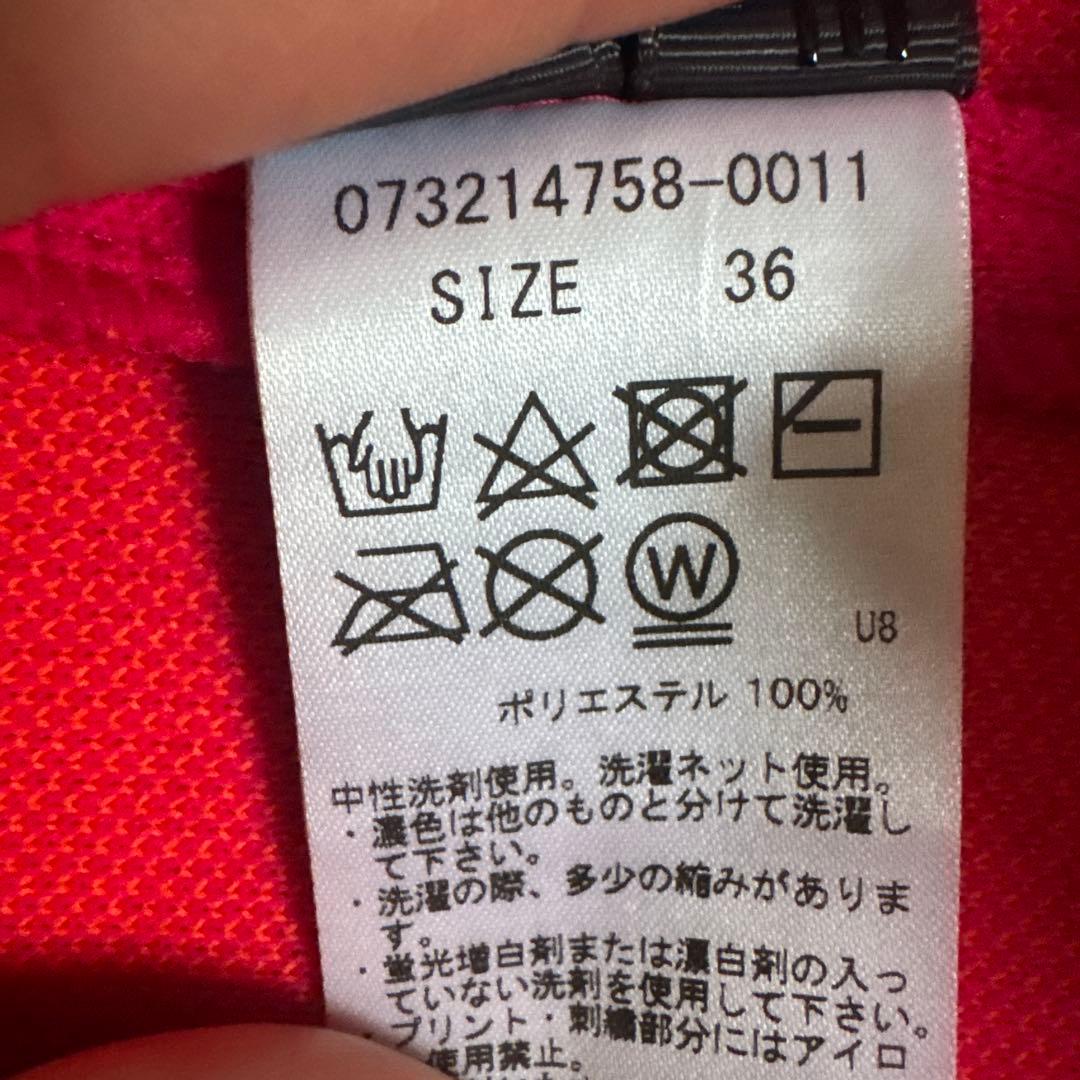 073214758-0011
SIZE 36
W
U8
ポリエステル 100%
中性洗剤使用。洗濯ネット使用。
・濃色は他のものと分けて洗濯し
て下さい。
・洗濯の際、多少の縮みがありま
す。
・蛍光増白剤または漂白剤の入っ
ていない洗剤を使用して下さい。
・プリント・刺繍部分にはアイロ
使用禁止。